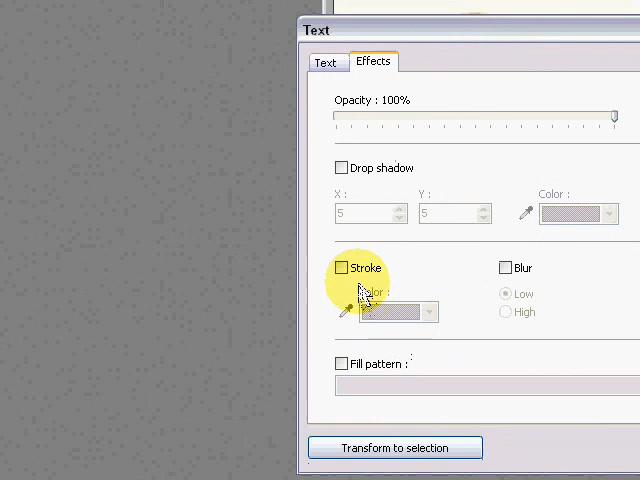 Text
Text Effects
Opacity : 100%
Drop shadow
X : Y : Color :
5 5
Stroke Blur
Color : Low
High
Fill pattern :
Transform to selection